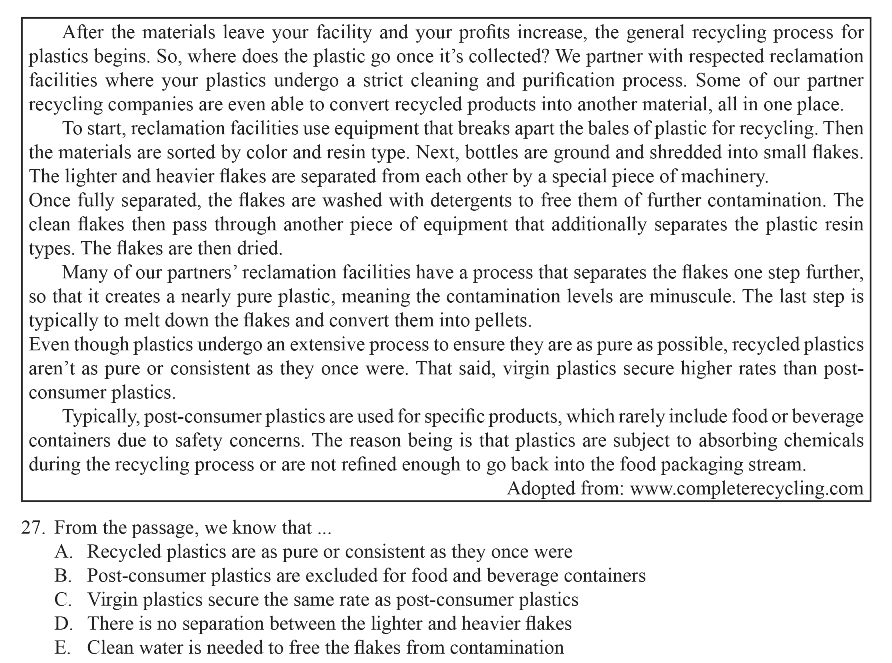 After the materials leave your facility and your profits increase, the general recycling process for
plastics begins. So, where does the plastic go once it's collected? We partner with respected reclamation
facilities where your plastics undergo a strict cleaning and purification process. Some of our partner
recycling companies are even able to convert recycled products into another material, all in one place.
To start, reclamation facilities use equipment that breaks apart the bales of plastic for recycling. Then
the materials are sorted by color and resin type. Next, bottles are ground and shredded into small flakes.
The lighter and heavier flakes are separated from each other by a special piece of machinery.
Once fully separated, the flakes are washed with detergents to free them of further contamination. The
clean flakes then pass through another piece of equipment that additionally separates the plastic resin
types. The flakes are then dried.
Many of our partners' reclamation facilities have a process that separates the flakes one step further,
so that it creates a nearly pure plastic, meaning the contamination levels are minuscule. The last step is
typically to melt down the flakes and convert them into pellets.
Even though plastics undergo an extensive process to ensure they are as pure as possible, recycled plastics
aren't as pure or consistent as they once were. That said, virgin plastics secure higher rates than post-
consumer plastics.
Typically, post-consumer plastics are used for specific products, which rarely include food or beverage
containers due to safety concerns. The reason being is that plastics are subject to absorbing chemicals
during the recycling process or are not refined enough to go back into the food packaging stream.
Adopted from: www.completerecycling.com
27. From the passage, we know that ...
A. Recycled plastics are as pure or consistent as they once were
B. Post-consumer plastics are excluded for food and beverage containers
C. Virgin plastics secure the same rate as post-consumer plastics
D. There is no separation between the lighter and heavier flakes
E. Clean water is needed to free the flakes from contamination